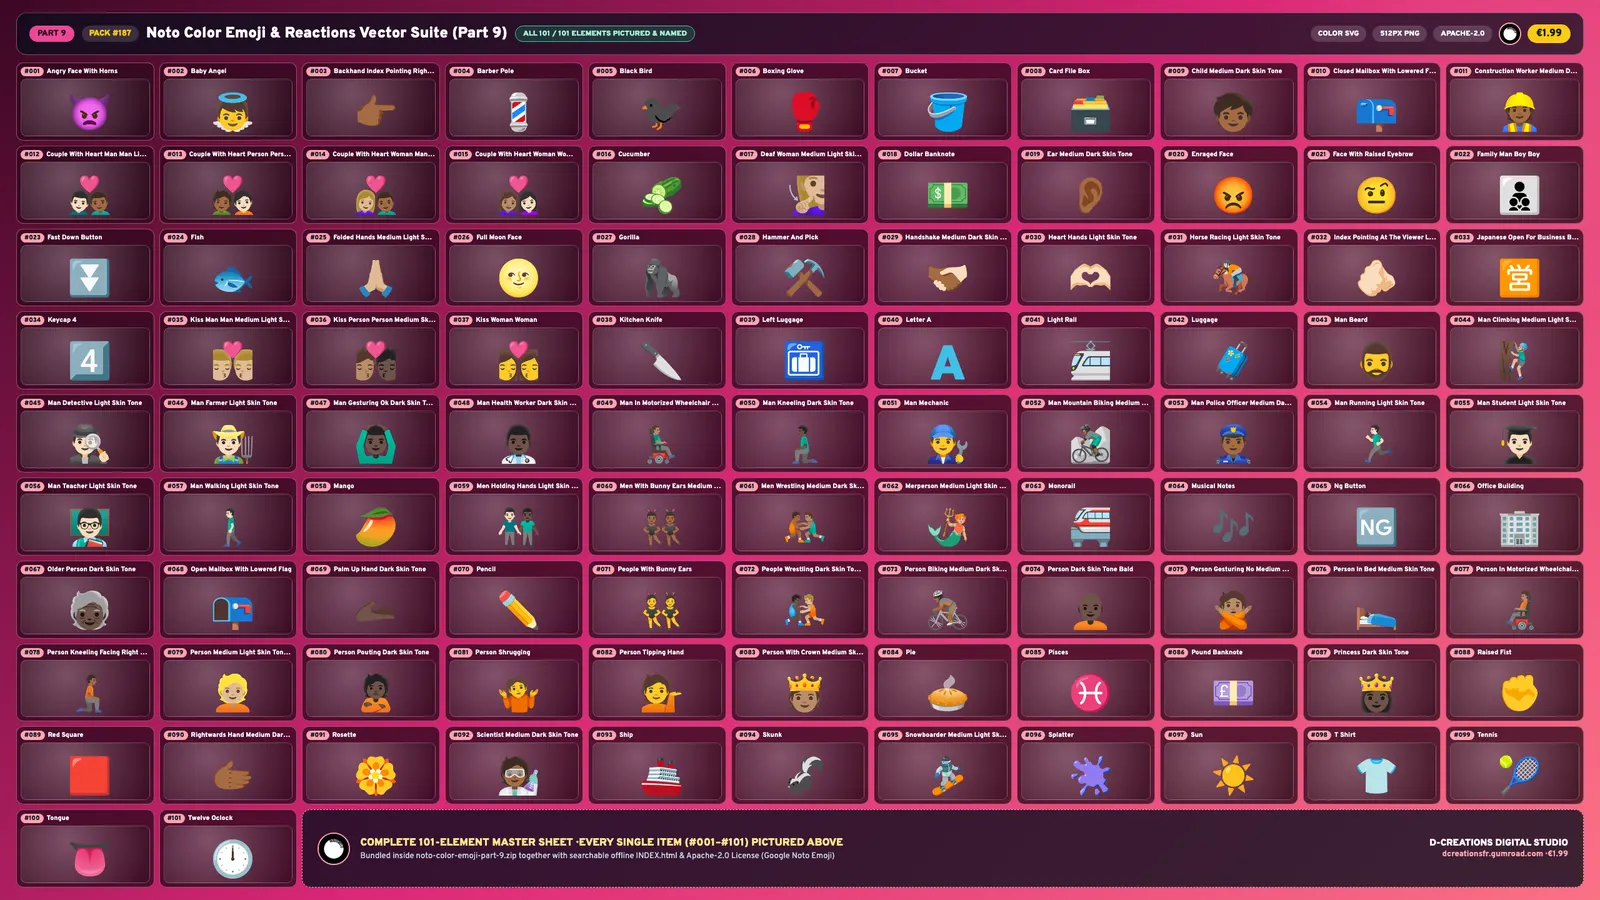 PART 9 PACK #187 Noto Color Emoji & Reactions Vector Suite (Part 9) ALL 101 / 101 ELEMENTS PICTURED & NAMED COLOR SVG 512PX PNG APACHE-2.0 €1.99
#001 Angry Face With Horns
#002 Baby Angel
#003 Backhand Index Pointing Righ...
#004 Barber Pole
#005 Black Bird
#006 Boxing Glove
#007 Bucket
#008 Card File Box
#009 Child Medium Dark Skin Tone
#010 Closed Mailbox With Lowered F...
#011 Construction Worker Medium D...
#012 Couple With Heart Man Man Li...
#013 Couple With Heart Person Pers...
#014 Couple With Heart Woman Man...
#015 Couple With Heart Woman Wo...
#016 Cucumber
#017 Deaf Woman Medium Light Ski...
#018 Dollar Banknote
$
#019 Ear Medium Dark Skin Tone
#020 Enraged Face
#021 Face With Raised Eyebrow
#022 Family Man Boy Boy
#023 Fast Down Button
#024 Fish
#025 Folded Hands Medium Light S...
#026 Full Moon Face
#027 Gorilla
#028 Hammer And Pick
#029 Handshake Medium Dark Skin ...
#030 Heart Hands Light Skin Tone
#031 Horse Racing Light Skin Tone
#032 Index Pointing At The Viewer L...
#033 Japanese Open For Business B...
営
#034 Keycap 4
4
#035 Kiss Man Man Medium Light S...
#036 Kiss Person Person Medium Sk...
#037 Kiss Woman Woman
#038 Kitchen Knife
#039 Left Luggage
#040 Letter A
A
#041 Light Rail
#042 Luggage
#043 Man Beard
#044 Man Climbing Medium Light S...
#045 Man Detective Light Skin Tone
#046 Man Farmer Light Skin Tone
#047 Man Gesturing Ok Dark Skin T...
#048 Man Health Worker Dark Skin ...
#049 Man In Motorized Wheelchair ...
#050 Man Kneeling Dark Skin Tone
#051 Man Mechanic
#052 Man Mountain Biking Medium ...
#053 Man Police Officer Medium Da...
#054 Man Running Light Skin Tone
#055 Man Student Light Skin Tone
#056 Man Teacher Light Skin Tone
#057 Man Walking Light Skin Tone
#058 Mango
#059 Men Holding Hands Light Skin ...
#060 Men With Bunny Ears Medium ...
#061 Men Wrestling Medium Dark Sk...
#062 Merperson Medium Light Skin ...
#063 Monorail
#064 Musical Notes
#065 Ng Button
NG
#066 Office Building
#067 Older Person Dark Skin Tone
#068 Open Mailbox With Lowered Flag
#069 Palm Up Hand Dark Skin Tone
#070 Pencil
#071 People With Bunny Ears
#072 People Wrestling Dark Skin To...
#073 Person Biking Medium Dark Sk...
#074 Person Dark Skin Tone Bald
#075 Person Gesturing No Medium ...
#076 Person In Bed Medium Skin Tone
#077 Person In Motorized Wheelchai...
#078 Person Kneeling Facing Right ...
#079 Person Medium Light Skin Ton...
#080 Person Pouting Dark Skin Tone
#081 Person Shrugging
#082 Person Tipping Hand
#083 Person With Crown Medium Sk...
#084 Pie
#085 Pisces
#086 Pound Banknote
£
#087 Princess Dark Skin Tone
#088 Raised Fist
#089 Red Square
#090 Rightwards Hand Medium Dar...
#091 Rosette
#092 Scientist Medium Dark Skin Tone
#093 Ship
#094 Skunk
#095 Snowboarder Medium Light Sk...
#096 Splatter
#097 Sun
#098 T Shirt
#099 Tennis
#100 Tongue
#101 Twelve Oclock
COMPLETE 101-ELEMENT MASTER SHEET · EVERY SINGLE ITEM (#001–#101) PICTURED ABOVE
Bundled inside noto-color-emoji-part-9.zip together with searchable offline INDEX.html & Apache-2.0 License (Google Noto Emoji)
D-CREATIONS DIGITAL STUDIO
dcreationsfr.gumroad.com · €1.99